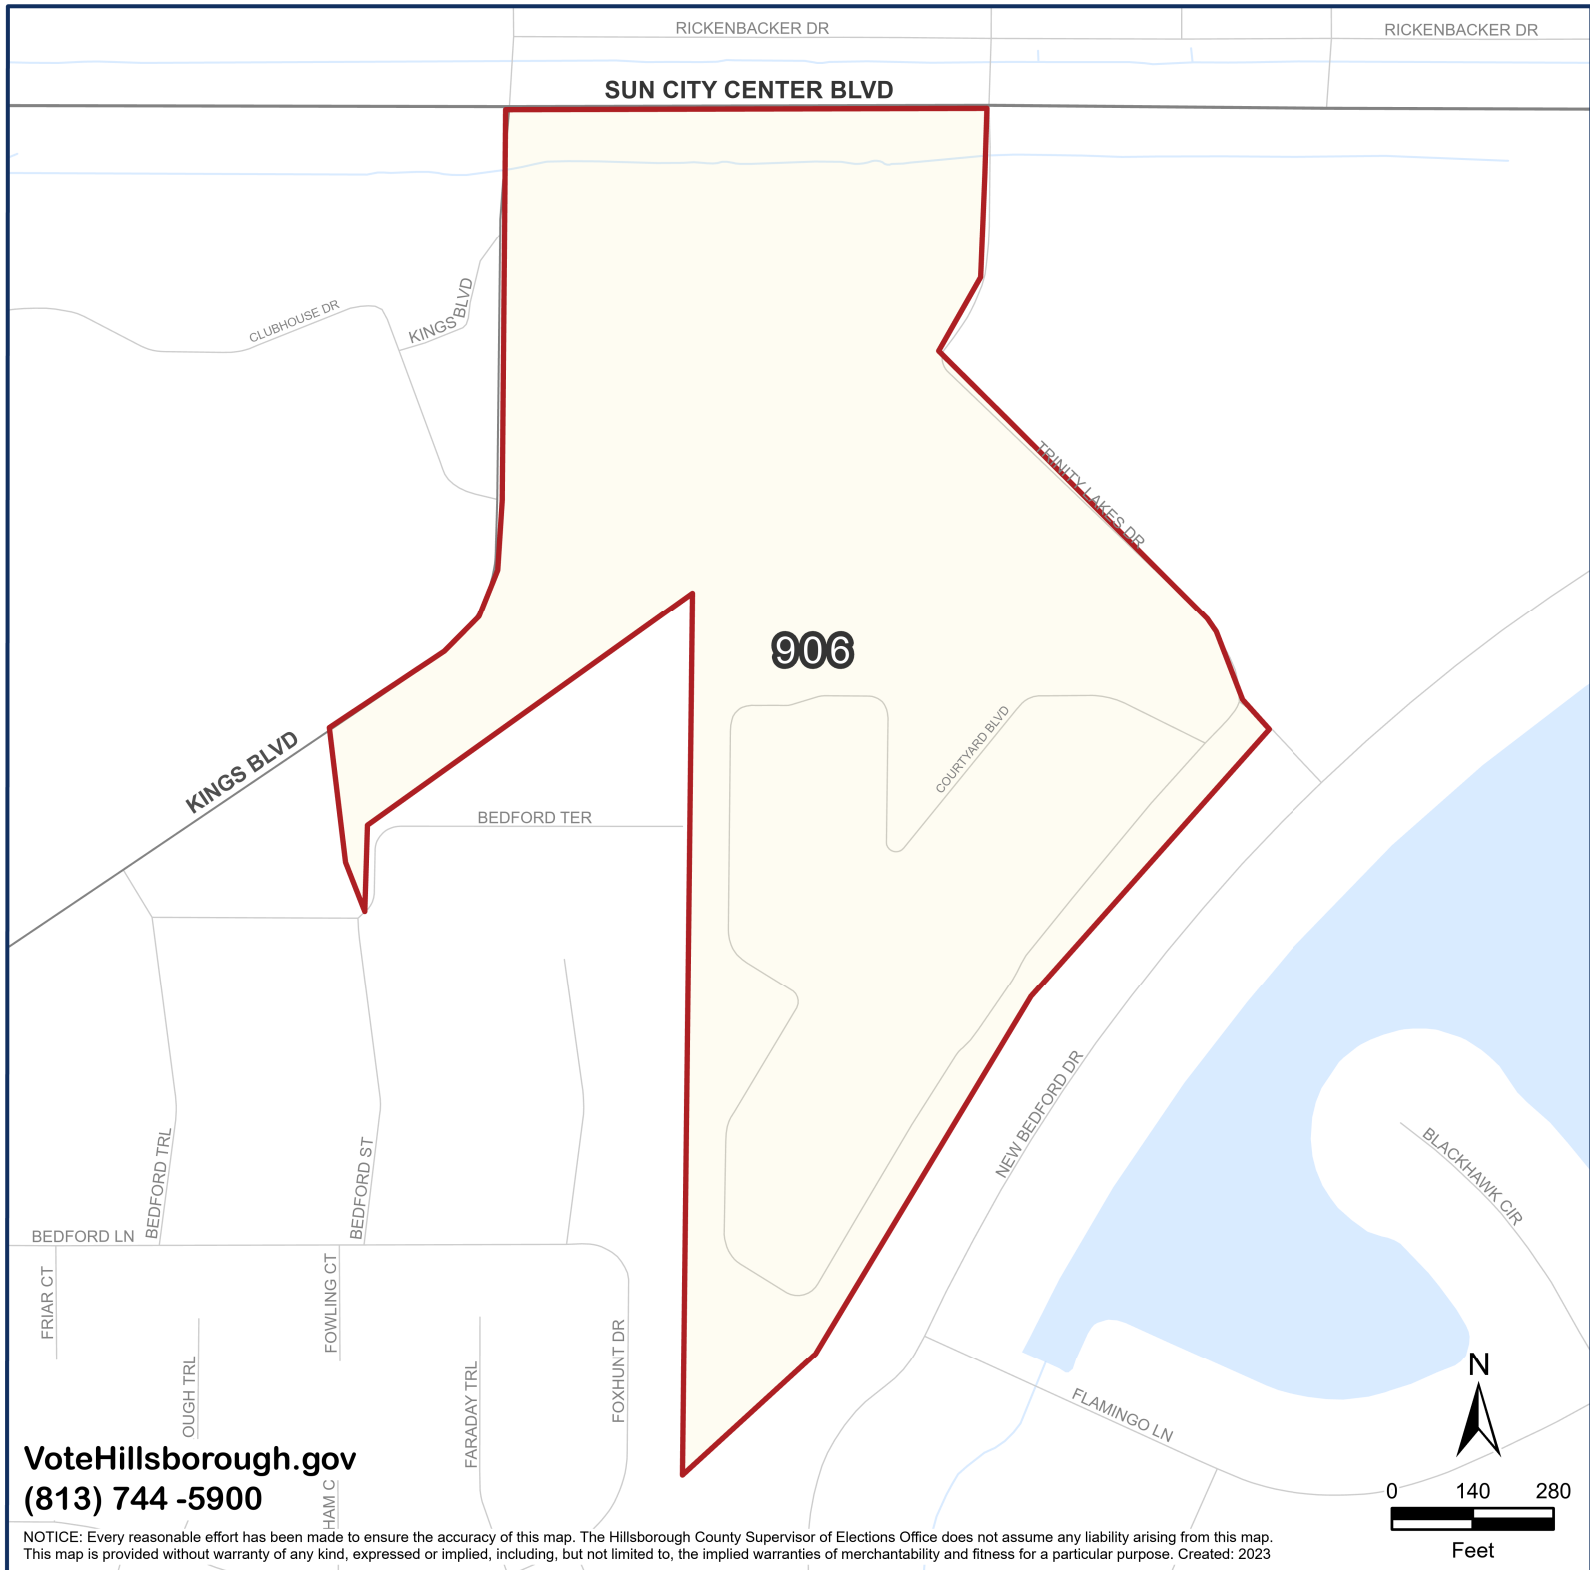 RICKENBACKER DR
RICKENBACKER DR
SUN CITY CENTER BLVD
CLUBHOUSE DR
KINGS BLVD
TRINITY LAKES DR
906
KINGS BLVD
COURTYARD BLVD
BEDFORD TER
NEW BEDFORD DR
BLACKHAWK CIR
BEDFORD TRL
BEDFORD ST
BEDFORD LN
FRIAR CT
FOWLING CT
OUGH TRL
FARADAY TRL
FOXHUNT DR
FLAMINGO LN
N
VoteHillsborough.gov
(813) 744 -5900
HAM C
0 140 280
Feet
NOTICE: Every reasonable effort has been made to ensure the accuracy of this map. The Hillsborough County Supervisor of Elections Office does not assume any liability arising from this map.
This map is provided without warranty of any kind, expressed or implied, including, but not limited to, the implied warranties of merchantability and fitness for a particular purpose. Created: 2023